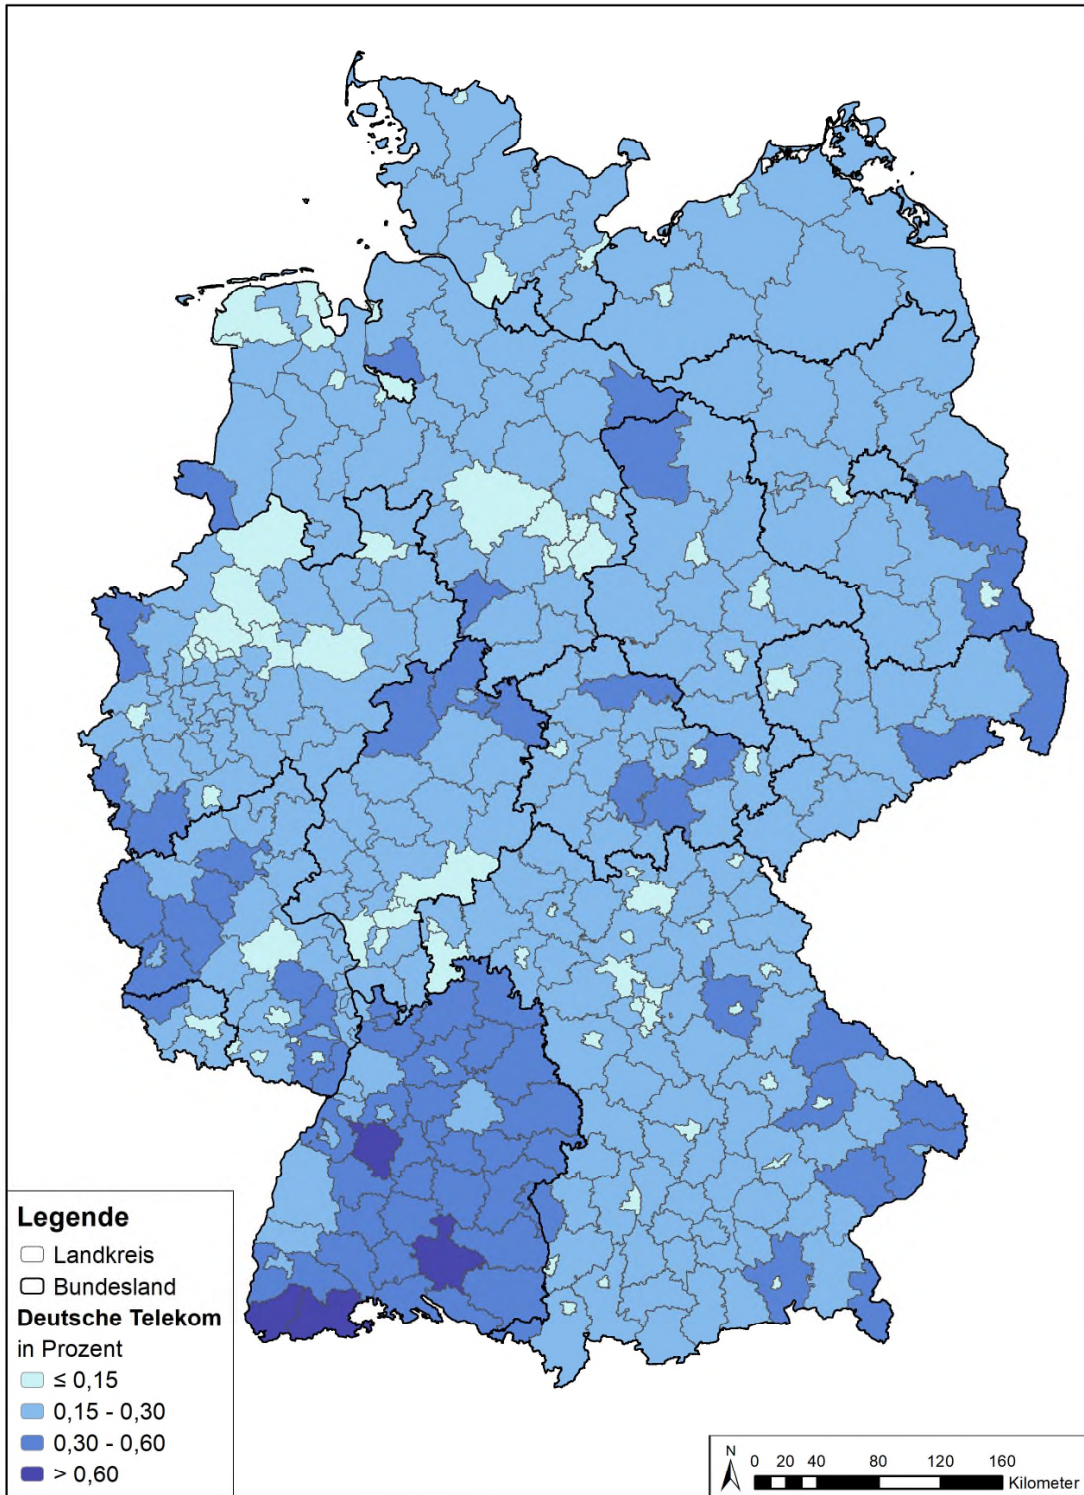 Legende
Landkreis
Bundesland
Deutsche Telekom
in Prozent
≤ 0,15
0,15 - 0,30
0,30 - 0,60
> 0,60
N
0 20 40 80 120 160
Kilometer